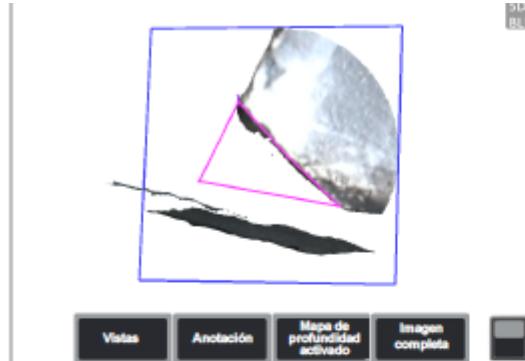 Vistas
Anotación
Mapa de
profundidad
activado
Imagen
completa